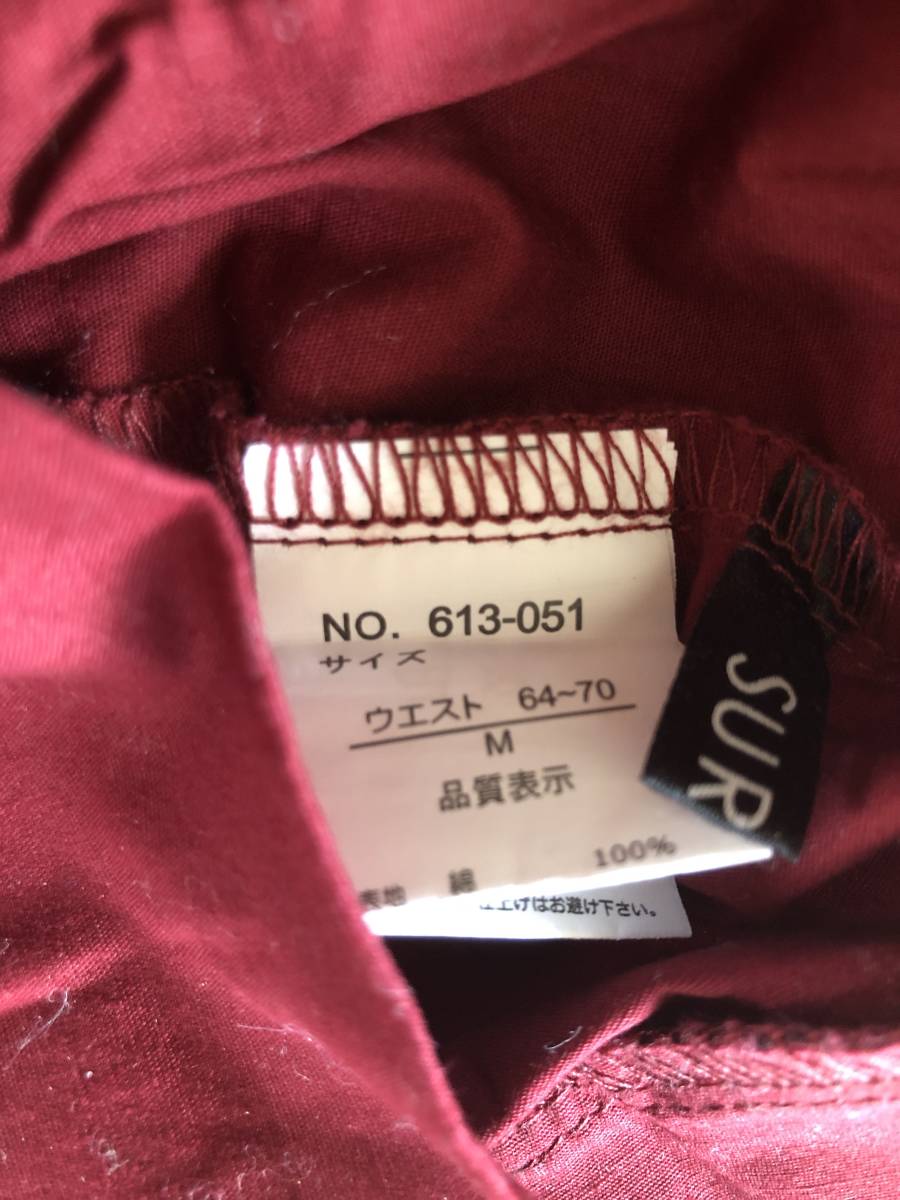 NO. 613-051
サイズ
ウエスト 64~70
M
品質表示
表地 綿 100%
上げはお避け下さい。
SUR